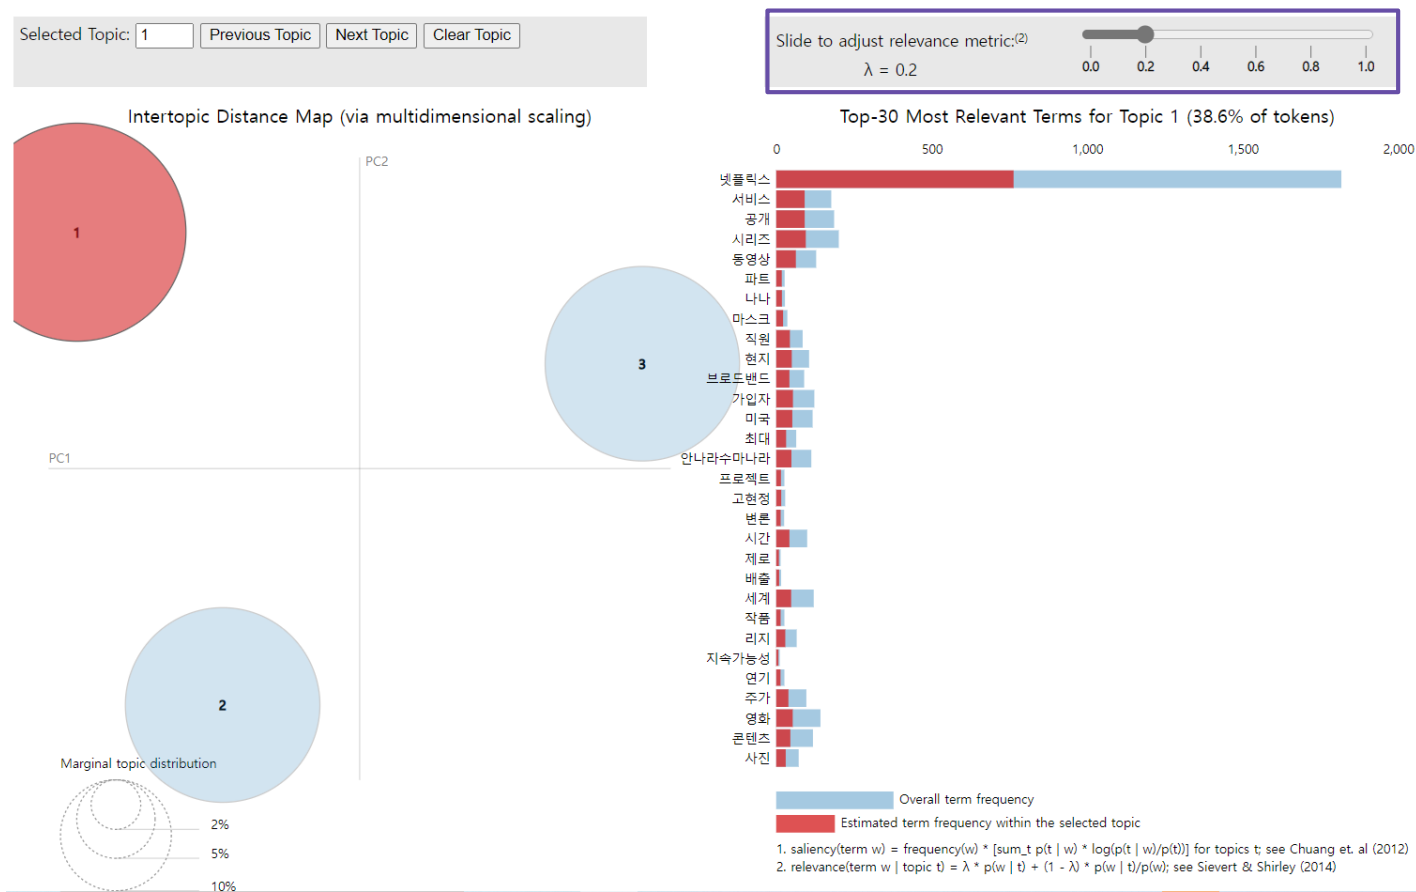 Selected Topic: 1 Previous Topic Next Topic Clear Topic
Slide to adjust relevance metric:(2)
λ = 0.2
0.0 0.2 0.4 0.6 0.8 1.0
Intertopic Distance Map (via multidimensional scaling)
PC2
PC1
1
3
2
Marginal topic distribution
2%
5%
10%
Top-30 Most Relevant Terms for Topic 1 (38.6% of tokens)
0 500 1,000 1,500 2,000
넷플릭스
서비스
공개
시리즈
동영상
파트
나나
마스크
직원
현지
브로드밴드
가입자
미국
최대
안나라수마나라
프로젝트
고현정
변론
시간
제로
배출
세계
작품
리지
지속가능성
연기
주가
영화
콘텐츠
사진
Overall term frequency
Estimated term frequency within the selected topic
1. saliency(term w) = frequency(w) * [sum_t p(t | w) * log(p(t | w)/p(t))] for topics t; see Chuang et. al (2012)
2. relevance(term w | topic t) = λ * p(w | t) + (1 - λ) * p(w | t)/p(w); see Sievert & Shirley (2014)